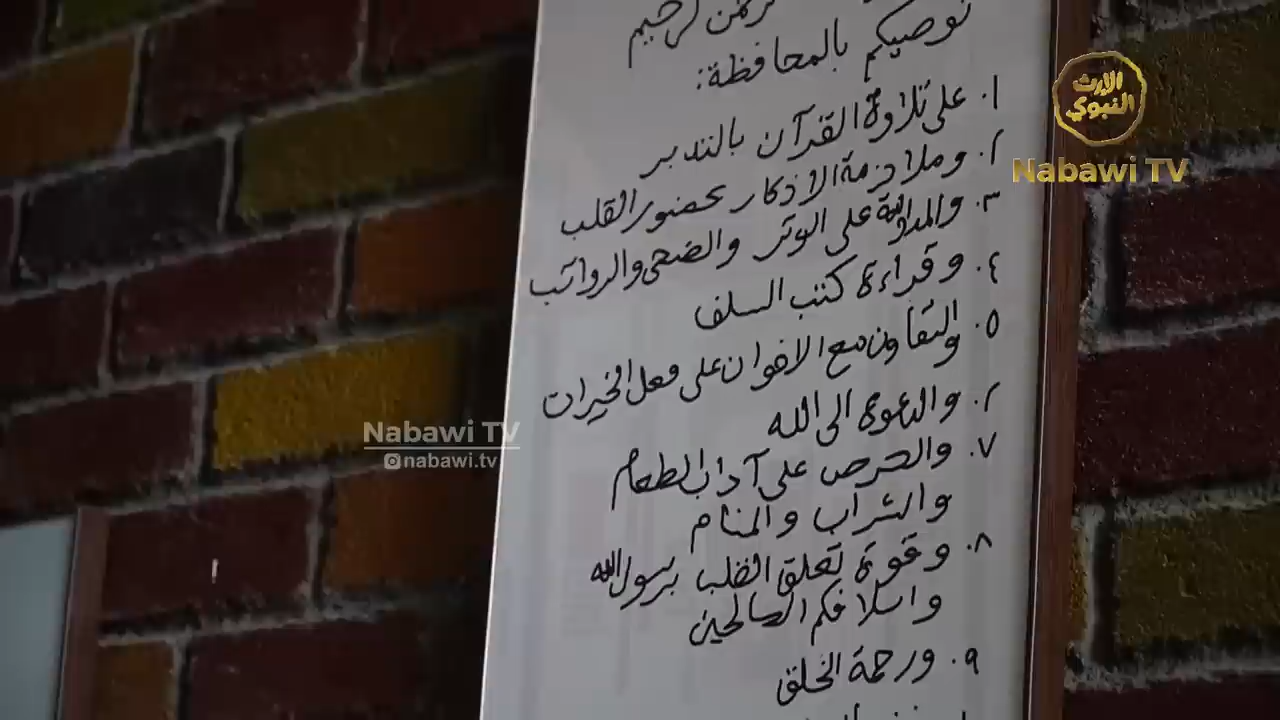 الرحمن الرحيم
نوصيكم بالمحافظة:
١. على تلاوة القرآن بالتدبر
٢. وملازمة الاذكار بحضور القلب
٣. والمداومة على الوتر والضحى والرواتب
٤. وقراءة كتب السلف
٥. والتعاون مع الاخوان على فعل الخيرات
٦. والدعوة الى الله
٧. والحرص على آداب الطعام
والشراب والمنام
٨. وقوة تعلق القلب برسول الله
واسلافكم الصالحين
٩. ورحمة الخلق
الإرث
النبوي
Nabawi TV
Nabawi TV
nabawi.tv